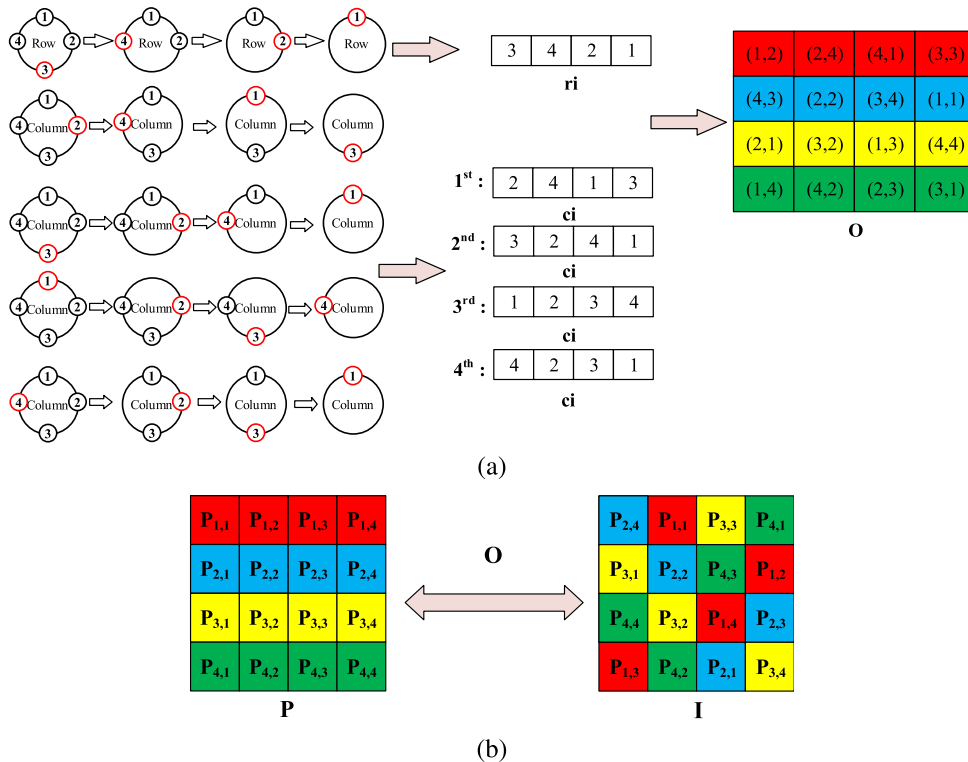 1 1 1 1
4 Row 2 4 Row 2 Row 2 Row
3
3 4 2 1
ri
(1,2) (2,4) (4,1) (3,3)
(4,3) (2,2) (3,4) (1,1)
(2,1) (3,2) (1,3) (4,4)
(1,4) (4,2) (2,3) (3,1)
O
1 1 1
4 Column 2 4 Column Column Column
3 3 3 3
1 1 1 1
4 Column 2 4 Column 2 4 Column Column
3
1
4 Column 2 4 Column 2 4 Column 4 Column
3 3 3
1 1 1 1
4 Column 2 Column 2 Column Column
3 3 3
1st : 2 4 1 3
ci
2nd : 3 2 4 1
ci
3rd : 1 2 3 4
ci
4th : 4 2 3 1
ci
(a)
P1,1 P1,2 P1,3 P1,4
P2,1 P2,2 P2,3 P2,4
P3,1 P3,2 P3,3 P3,4
P4,1 P4,2 P4,3 P4,4
P
O
P2,4 P1,1 P3,3 P4,1
P3,1 P2,2 P4,3 P1,2
P4,4 P3,2 P1,4 P2,3
P1,3 P4,2 P2,1 P3,4
I
(b)